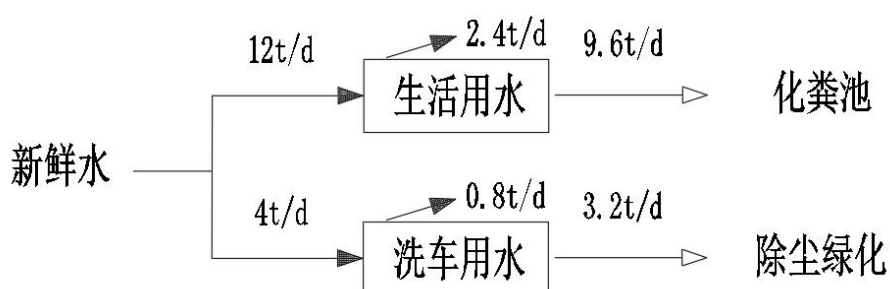 12t/d
2.4t/d
9.6t/d
生活用水
化粪池
新鲜水
4t/d
0.8t/d
3.2t/d
洗车用水
除尘绿化